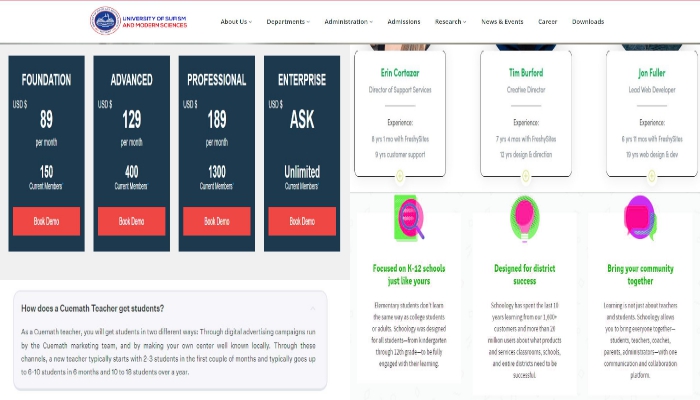 UNIVERSITY OF SUFISM
AND MODERN SCIENCES
About Us
Departments
Administration
Admissions
Research
News & Events
Career
Downloads
FOUNDATION
USD $
89
per month
150
Current Members
Book Demo
ADVANCED
USD $
129
per month
400
Current Members
Book Demo
PROFESSIONAL
USD $
189
per month
1300
Current Members
Book Demo
ENTERPRISE
USD $
ASK
Unlimited
Current Members
Book Demo
Erin Cortazar
Director of Support Services
Experience:
8 yrs 1 mo with FreshySites
9 yrs customer support
Tim Burford
Creative Director
Experience:
7 yrs 4 mos with FreshySites
12 yrs design & direction
Jon Fuller
Lead Web Developer
Experience:
6 yrs 11 mos with FreshySites
19 yrs web design & dev
How does a Cuemath Teacher get students?
As a Cuemath teacher, you will get students in two different ways: Through digital advertising campaigns run
by the Cuemath marketing team, and by making your own center well known locally. Through these
channels, a new teacher typically starts with 2-3 students in the first couple of months and typically goes up
to 6-10 students in 6 months and 10 to 18 students over a year.
Focused on K-12 schools
just like yours
Elementary students don't learn
the same way as college students
or adults. Schoology was designed
for all students—from kindergarten
through 12th grade—to be fully
engaged with their learning.
Designed for district
success
Schoology has spent the last 10
years learning from our 1,600+
customers and more than 20
million users about what products
and services classrooms, schools,
and entire districts need to be
successful.
Bring your community
together
Learning is not just about teachers
and students. Schoology allows
you to bring everyone together—
students, teachers, coaches,
parents, administrators—with one
communication and collaboration
platform.